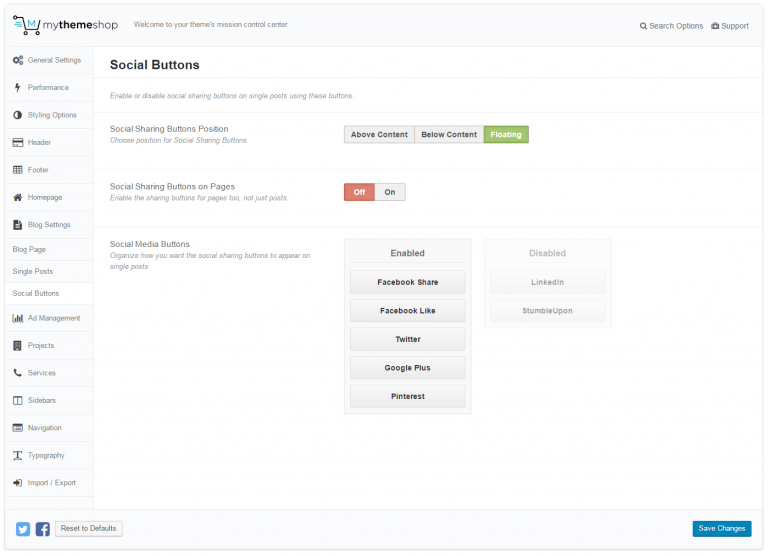 mythemeshop
Welcome to your theme's mission control center.
Search Options
Support
General Settings
Performance
Styling Options
Header
Footer
Homepage
Blog Settings
Blog Page
Single Posts
Social Buttons
Ad Management
Projects
Services
Sidebars
Navigation
Typography
Import / Export
Social Buttons
Enable or disable social sharing buttons on single posts using these buttons.
Social Sharing Buttons Position
Choose position for Social Sharing Buttons.
Above Content
Below Content
Floating
Social Sharing Buttons on Pages
Enable the sharing buttons for pages too, not just posts.
Off
On
Social Media Buttons
Organize how you want the social sharing buttons to appear on
single posts
Enabled
Facebook Share
Facebook Like
Twitter
Google Plus
Pinterest
Disabled
LinkedIn
StumbleUpon
Reset to Defaults
Save Changes